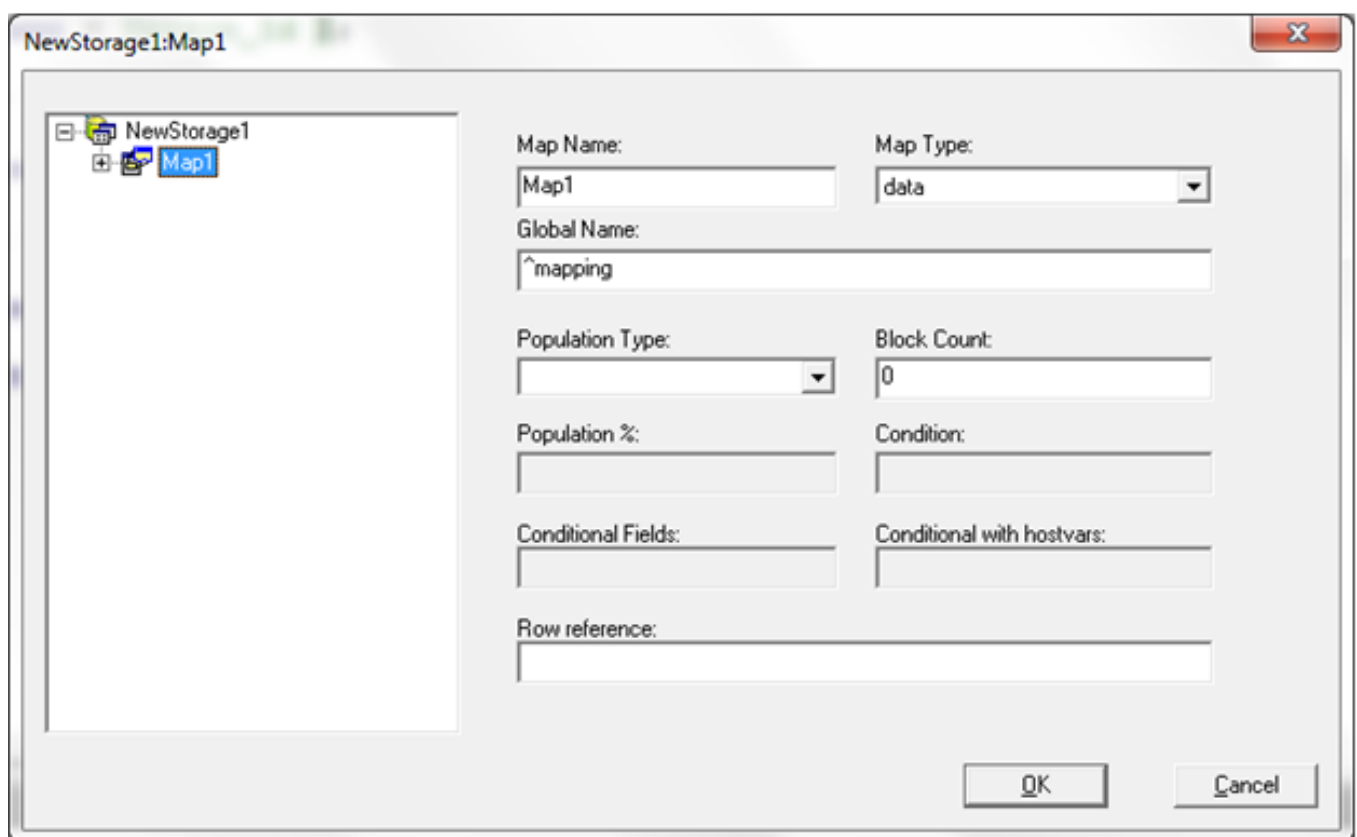 NewStorage1:Map1
NewStorage1
Map1
Map Name: Map Type:
Map1 data
Global Name:
^mapping
Population Type: Block Count:
0
Population %: Condition:
Conditional Fields: Conditional with hostvars:
Row reference:
OK Cancel